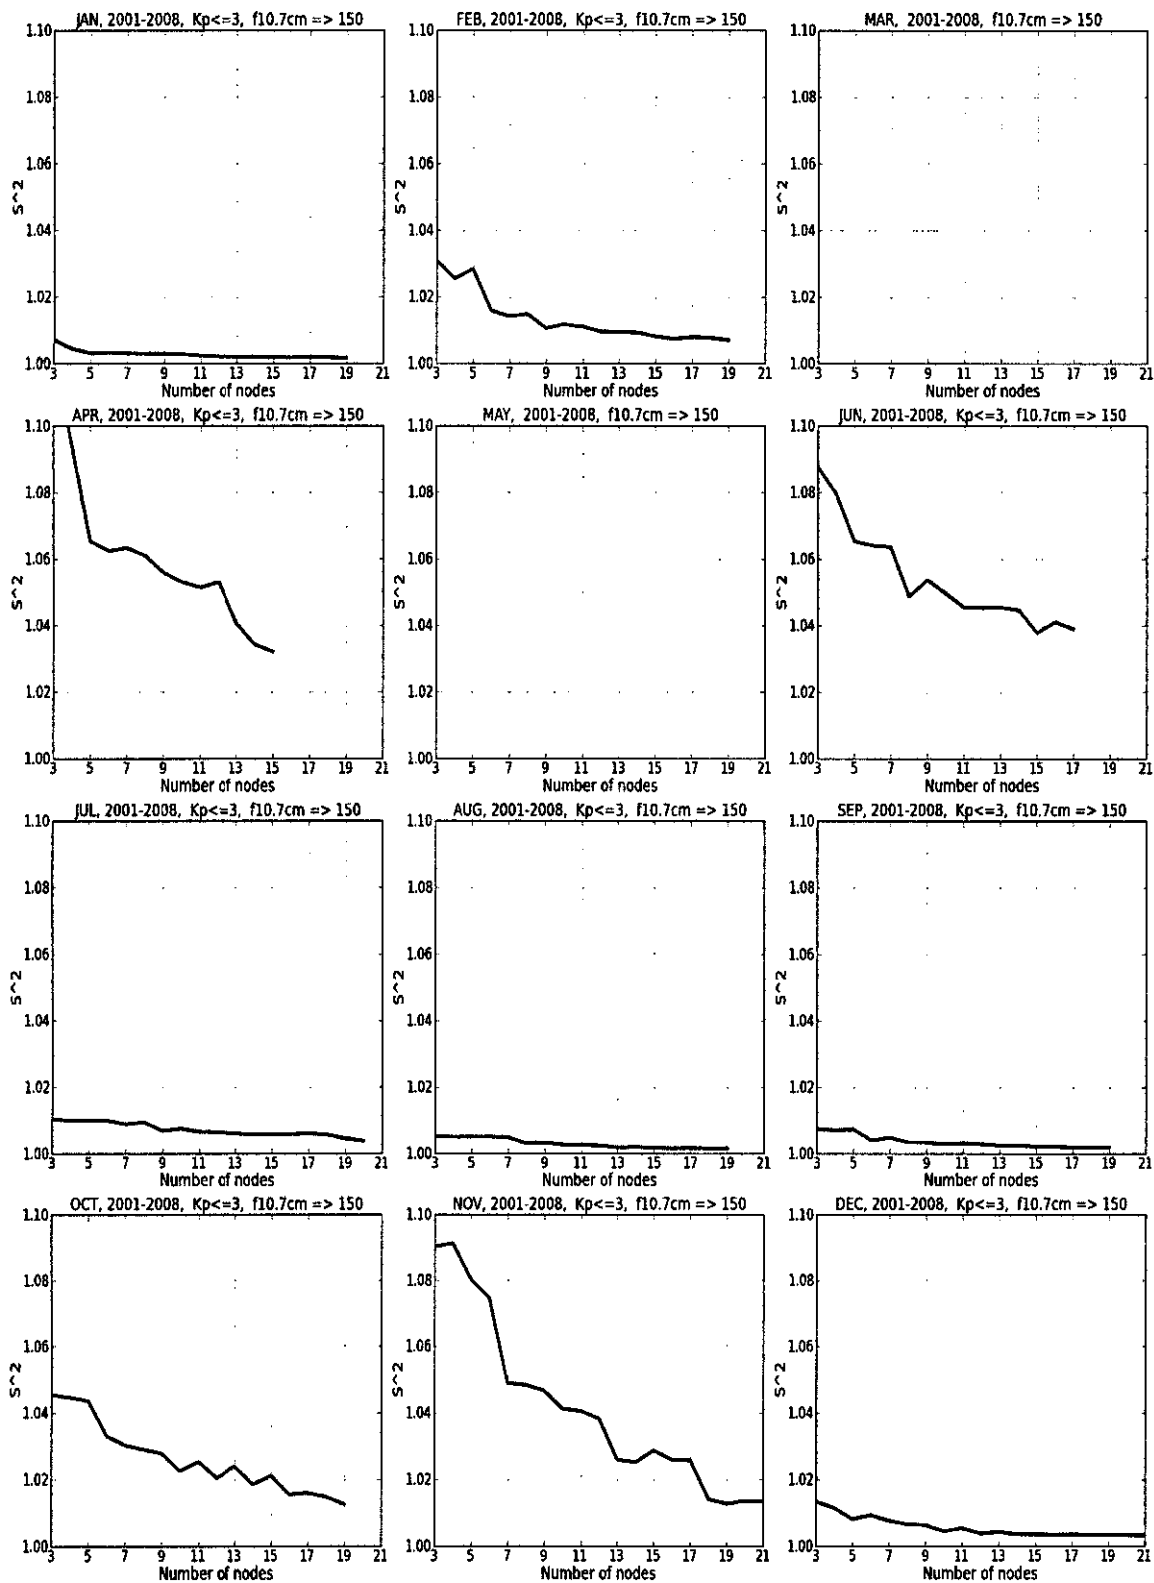 JAN, 2001-2008, Kp<=3, f10.7cm => 150
1.10
1.08
1.06
1.04
1.02
1.00
S^2
3 5 7 9 11 13 15 17 19 21
Number of nodes
FEB, 2001-2008, Kp<=3, f10.7cm => 150
1.10
1.08
1.06
1.04
1.02
1.00
S^2
3 5 7 9 11 13 15 17 19 21
Number of nodes
MAR, 2001-2008, Kp<=3, f10.7cm => 150
1.10
1.08
1.06
1.04
1.02
1.00
S^2
3 5 7 9 11 13 15 17 19 21
Number of nodes
APR, 2001-2008, Kp<=3, f10.7cm => 150
1.10
1.08
1.06
1.04
1.02
1.00
S^2
3 5 7 9 11 13 15 17 19 21
Number of nodes
MAY, 2001-2008, Kp<=3, f10.7cm => 150
1.10
1.08
1.06
1.04
1.02
1.00
S^2
3 5 7 9 11 13 15 17 19 21
Number of nodes
JUN, 2001-2008, Kp<=3, f10.7cm => 150
1.10
1.08
1.06
1.04
1.02
1.00
S^2
3 5 7 9 11 13 15 17 19 21
Number of nodes
JUL, 2001-2008, Kp<=3, f10.7cm => 150
1.10
1.08
1.06
1.04
1.02
1.00
S^2
3 5 7 9 11 13 15 17 19 21
Number of nodes
AUG, 2001-2008, Kp<=3, f10.7cm => 150
1.10
1.08
1.06
1.04
1.02
1.00
S^2
3 5 7 9 11 13 15 17 19 21
Number of nodes
SEP, 2001-2008, Kp<=3, f10.7cm => 150
1.10
1.08
1.06
1.04
1.02
1.00
S^2
3 5 7 9 11 13 15 17 19 21
Number of nodes
OCT, 2001-2008, Kp<=3, f10.7cm => 150
1.10
1.08
1.06
1.04
1.02
1.00
S^2
3 5 7 9 11 13 15 17 19 21
Number of nodes
NOV, 2001-2008, Kp<=3, f10.7cm => 150
1.10
1.08
1.06
1.04
1.02
1.00
S^2
3 5 7 9 11 13 15 17 19 21
Number of nodes
DEC, 2001-2008, Kp<=3, f10.7cm => 150
1.10
1.08
1.06
1.04
1.02
1.00
S^2
3 5 7 9 11 13 15 17 19 21
Number of nodes